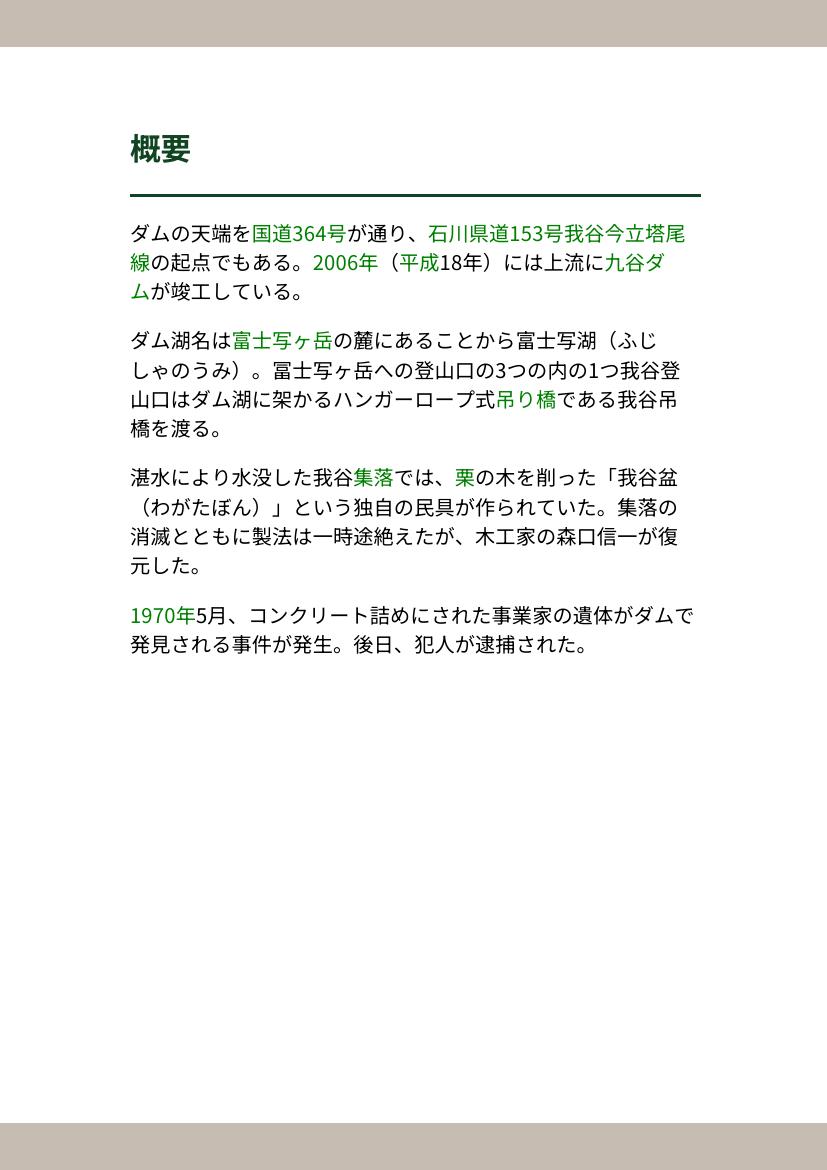 概要
ダムの天端を国道364号が通り、石川県道153号我谷今立塔尾
線の起点でもある。2006年（平成18年）には上流に九谷ダ
ムが竣工している。
ダム湖名は富士写ヶ岳の麓にあることから富士写湖（ふじ
しゃのうみ）。冨士写ヶ岳への登山口の3つの内の1つ我谷登
山口はダム湖に架かるハンガーロープ式吊り橋である我谷吊
橋を渡る。
湛水により水没した我谷集落では、栗の木を削った「我谷盆
（わがたぼん）」という独自の民具が作られていた。集落の
消滅とともに製法は一時途絶えたが、木工家の森口信一が復
元した。
1970年5月、コンクリート詰めにされた事業家の遺体がダムで
発見される事件が発生。後日、犯人が逮捕された。